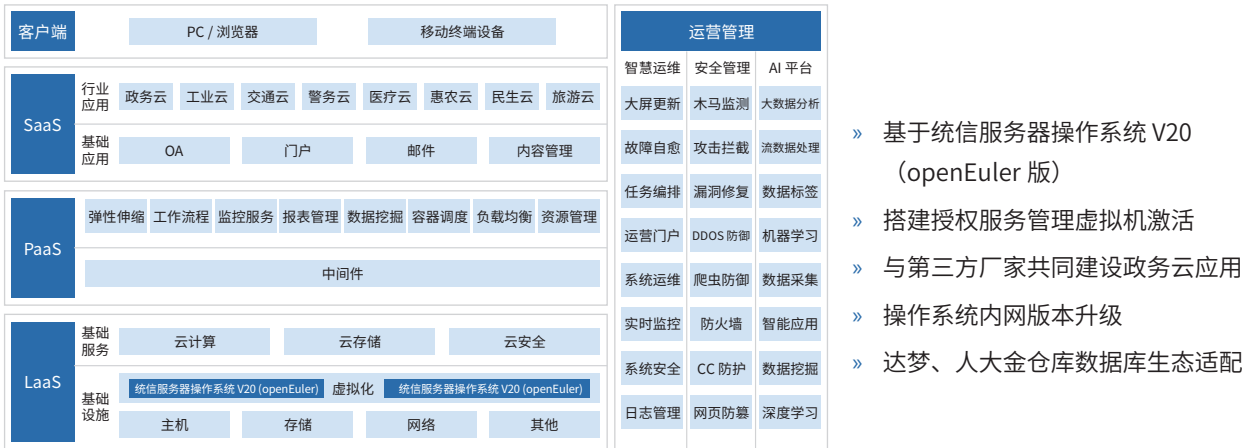 客户端
PC / 浏览器
移动终端设备
SaaS
行业
应用
政务云 工业云 交通云 警务云 医疗云 惠农云 民生云 旅游云
基础
应用
OA 门户 邮件 内容管理
PaaS
弹性伸缩 工作流程 监控服务 报表管理 数据挖掘 容器调度 负载均衡 资源管理
中间件
LaaS
基础
服务
云计算 云存储 云安全
基础
设施
统信服务器操作系统 V20 (openEuler) 虚拟化 统信服务器操作系统 V20 (openEuler)
主机 存储 网络 其他
运营管理
智慧运维 安全管理 AI 平台
大屏更新 木马监测 大数据分析
故障自愈 攻击拦截 流数据处理
任务编排 漏洞修复 数据标签
运营门户 DDOS 防御 机器学习
系统运维 爬虫防御 数据采集
实时监控 防火墙 智能应用
系统安全 CC 防护 数据挖掘
日志管理 网页防篡 深度学习
» 基于统信服务器操作系统 V20
（openEuler 版）
» 搭建授权服务管理虚拟机激活
» 与第三方厂家共同建设政务云应用
» 操作系统内网版本升级
» 达梦、人大金仓库数据库生态适配